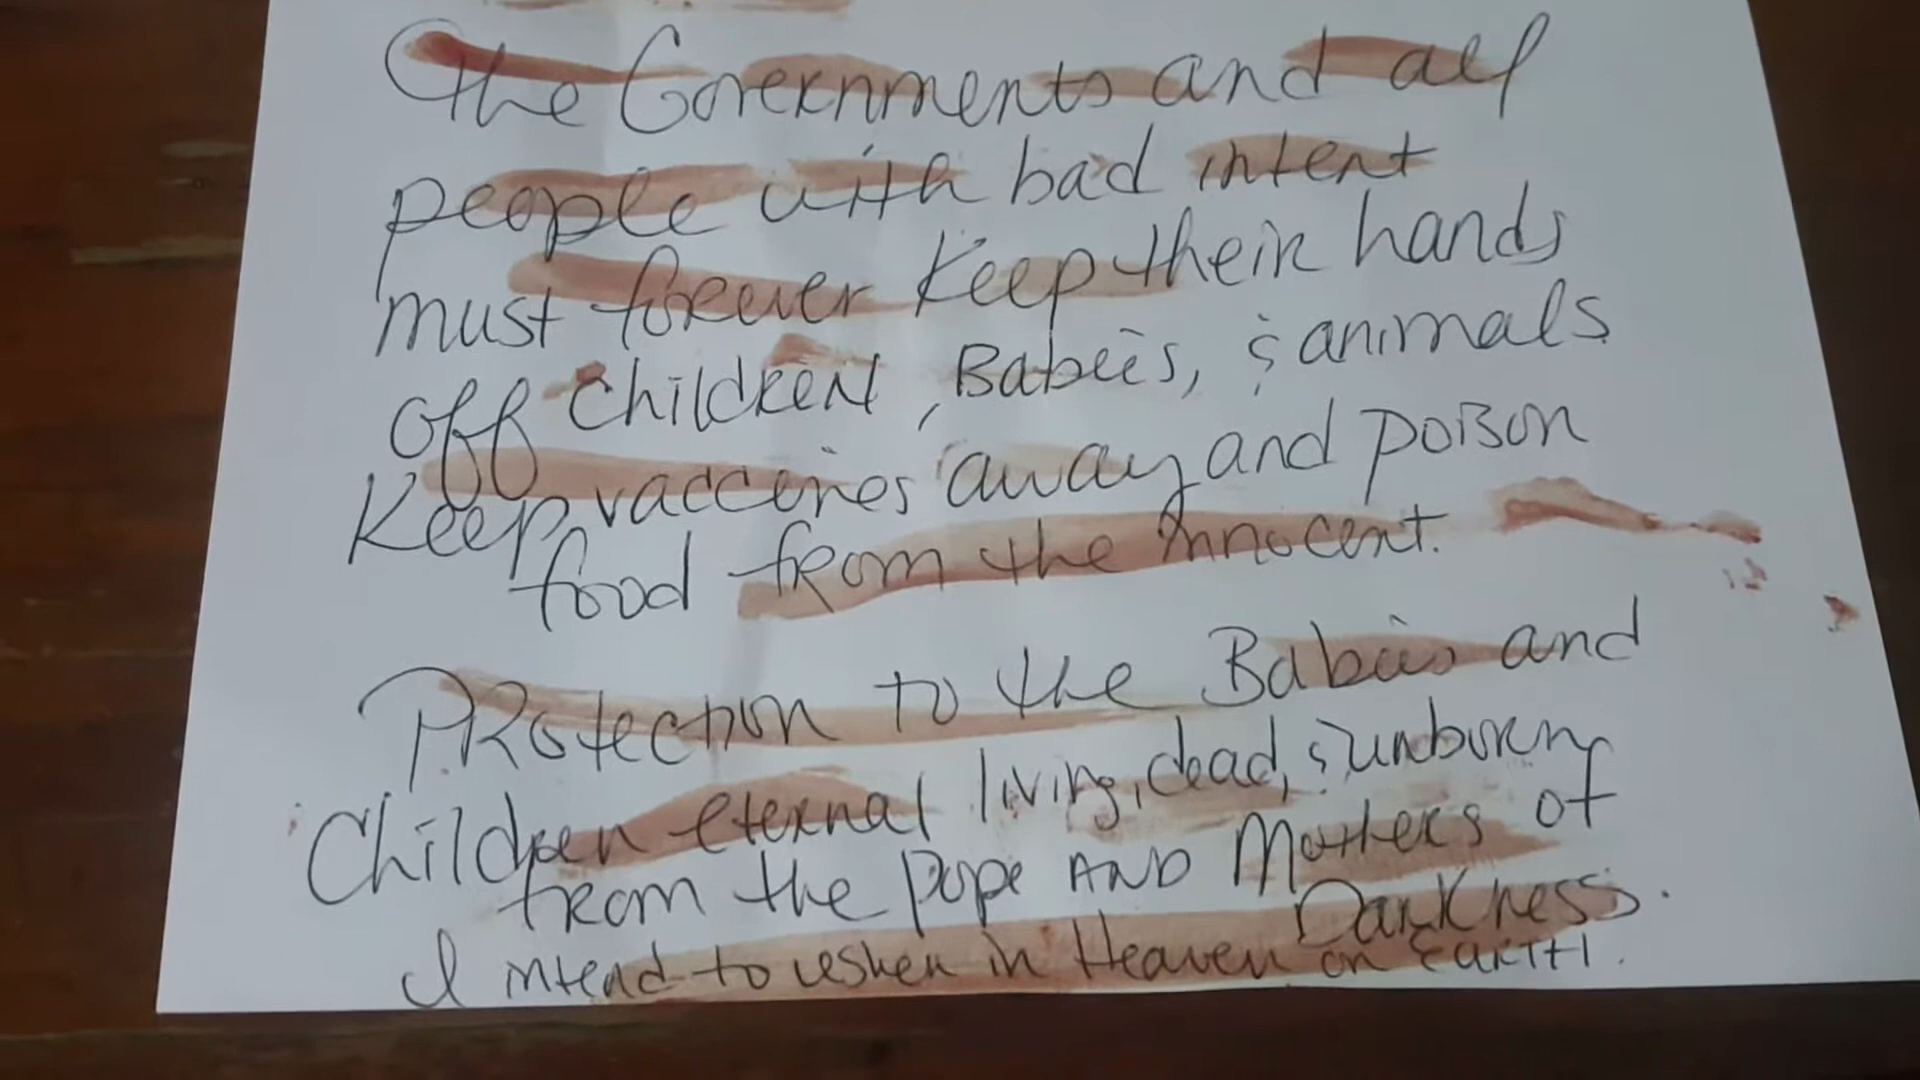 The Governments and all
people with bad intent
must forever keep their hands
off children, Babies, & animals
Keep vaccines away and poison
food from the innocent.
PRotection to the Babies and
Children eternal living, dead, & unborn,
from the Pope AND Mothers of
Darkness.
I intend to usher in Heaven on EARTH.